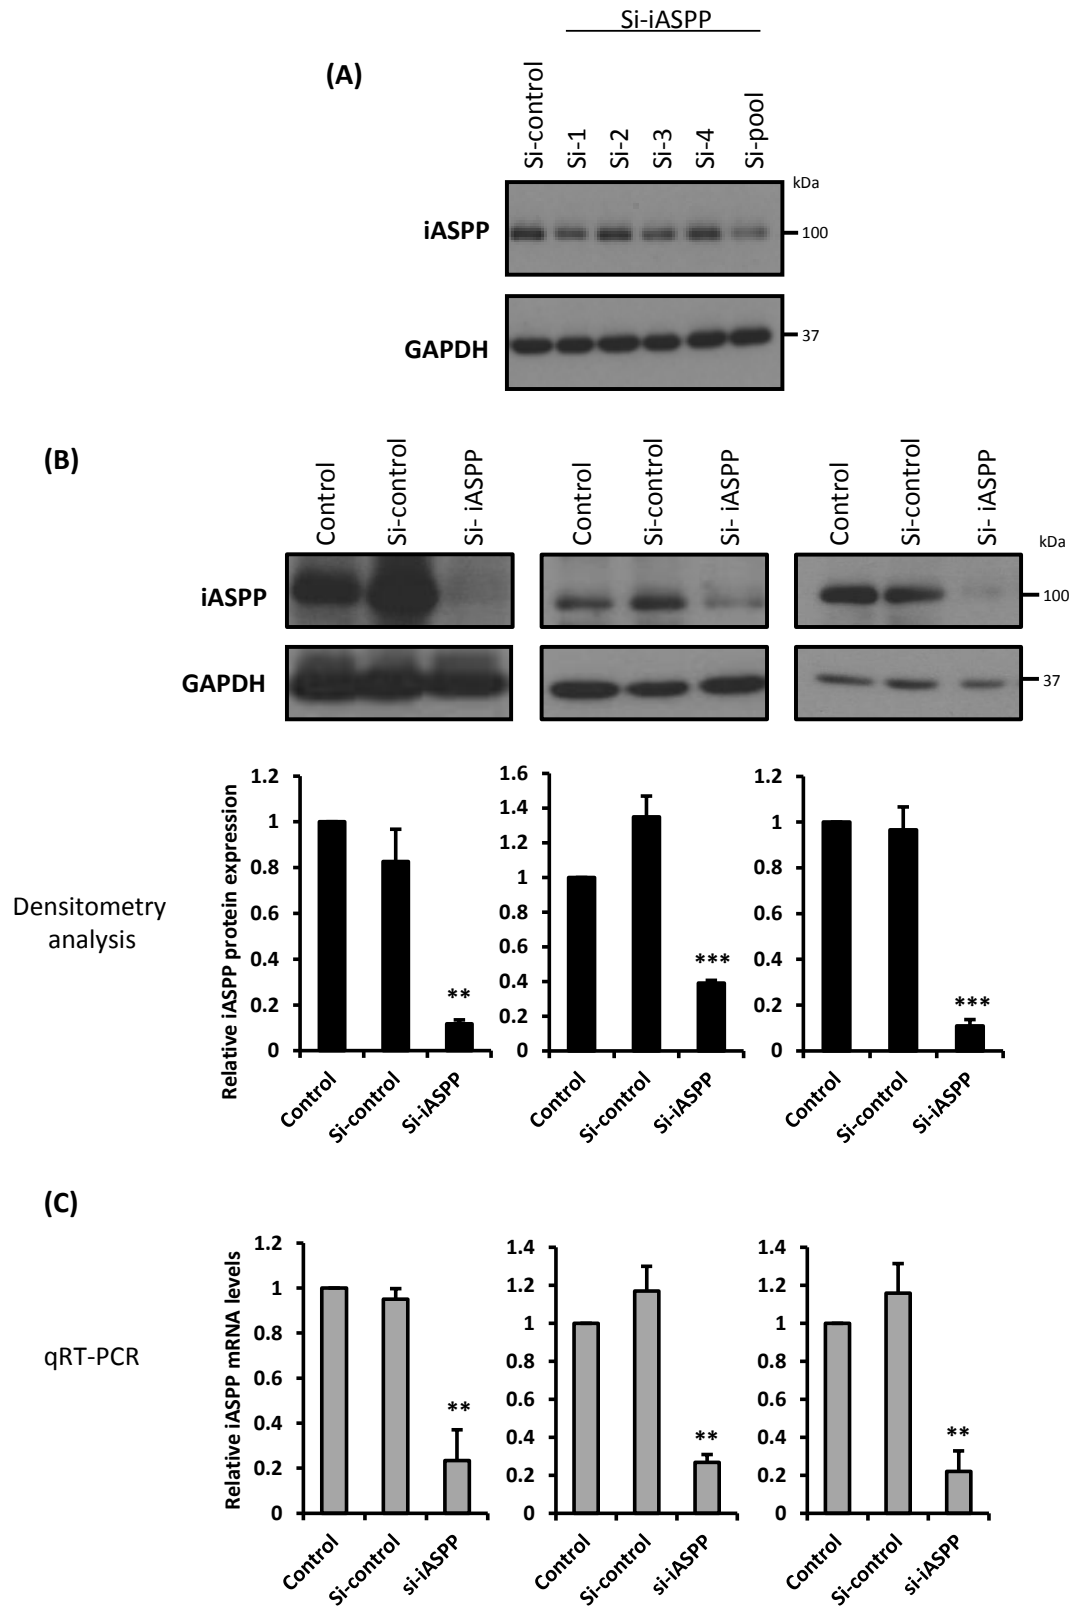 Si-iASPP
(A)
Si-control
Si-1
Si-2
Si-3
Si-4
Si-pool
kDa
iASPP
100
GAPDH
37
(B)
Control
Si-control
Si- iASPP
Control
Si-control
Si- iASPP
Control
Si-control
Si- iASPP
kDa
iASPP
100
GAPDH
37
Densitometry
analysis
Relative iASPP protein expression
1.2
1
0.8
0.6
0.4
0.2
0
**
Control
Si-control
Si-iASPP
1.6
1.4
1.2
1
0.8
0.6
0.4
0.2
0
***
Control
Si-control
Si-iASPP
1.2
1
0.8
0.6
0.4
0.2
0
***
Control
Si-control
Si-iASPP
(C)
qRT-PCR
Relative iASPP mRNA levels
1.2
1
0.8
0.6
0.4
0.2
0
**
Control
Si-control
si-iASPP
1.4
1.2
1
0.8
0.6
0.4
0.2
0
**
Control
Si-control
si-iASPP
1.4
1.2
1
0.8
0.6
0.4
0.2
0
**
Control
Si-control
si-iASPP